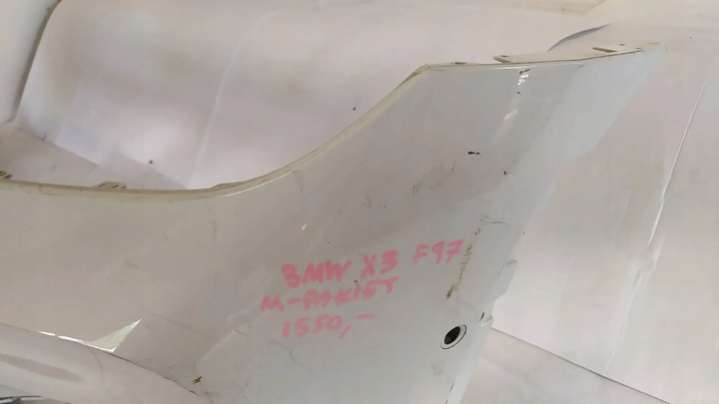 BMW X3 F97
M-PAKIET
1550,-